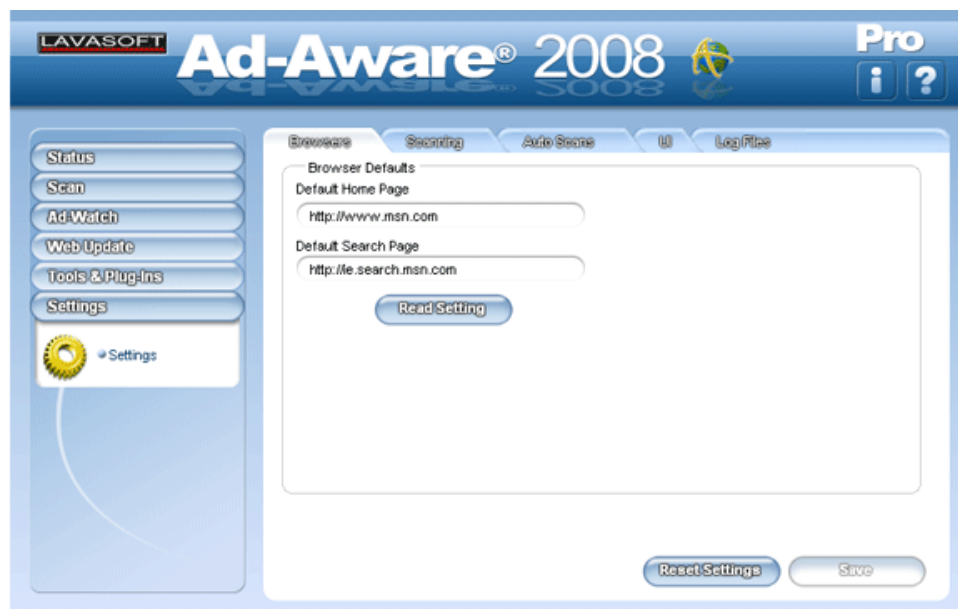 LAVASOFT
Ad-Aware® 2008
Pro
i ?
Status
Scan
Ad-Watch
Web Update
Tools & Plug-Ins
Settings
Settings
Browsers Scanning Auto Scans UI Log Files
Browser Defaults
Default Home Page
http://www.msn.com
Default Search Page
http://ie.search.msn.com
Read Setting
Reset Settings Save